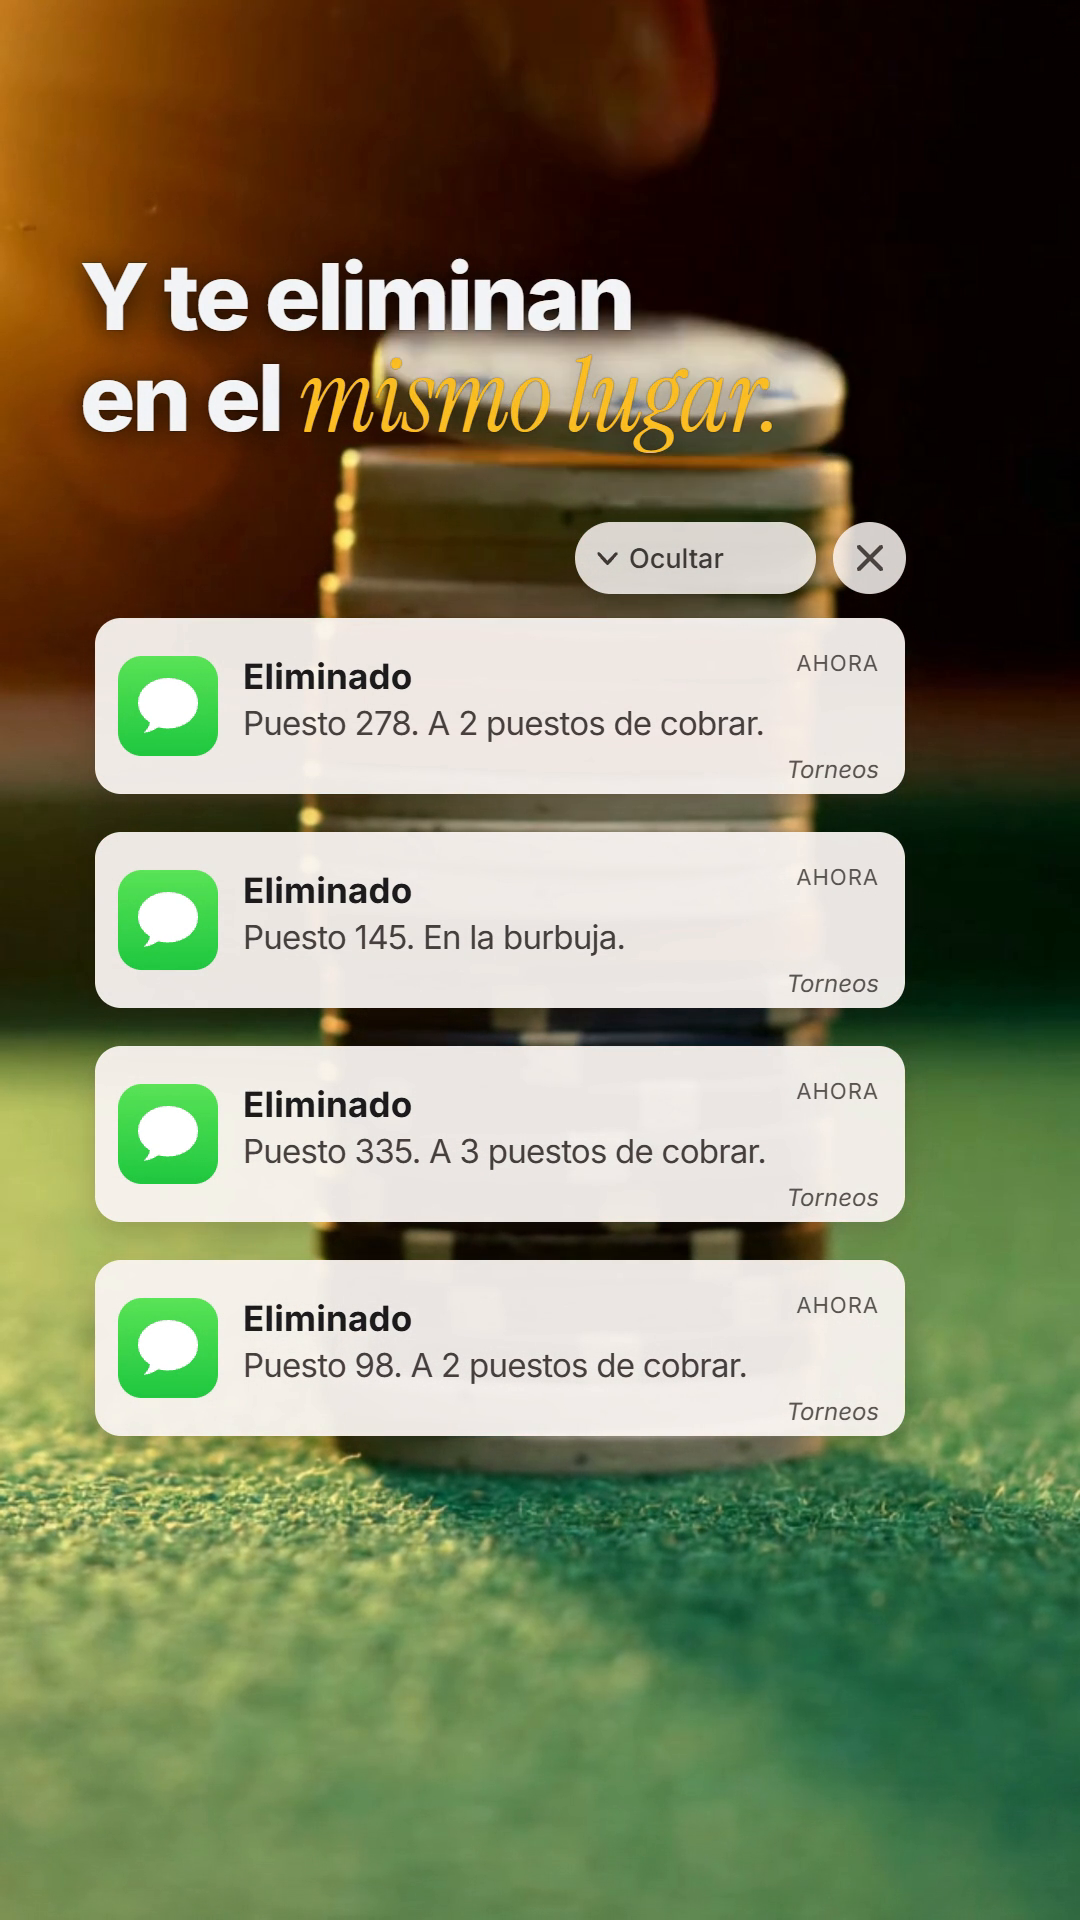 Y te eliminan
en el mismo lugar.
Ocultar
Eliminado
AHORA
Puesto 278. A 2 puestos de cobrar.
Torneos
Eliminado
AHORA
Puesto 145. En la burbuja.
Torneos
Eliminado
AHORA
Puesto 335. A 3 puestos de cobrar.
Torneos
Eliminado
AHORA
Puesto 98. A 2 puestos de cobrar.
Torneos